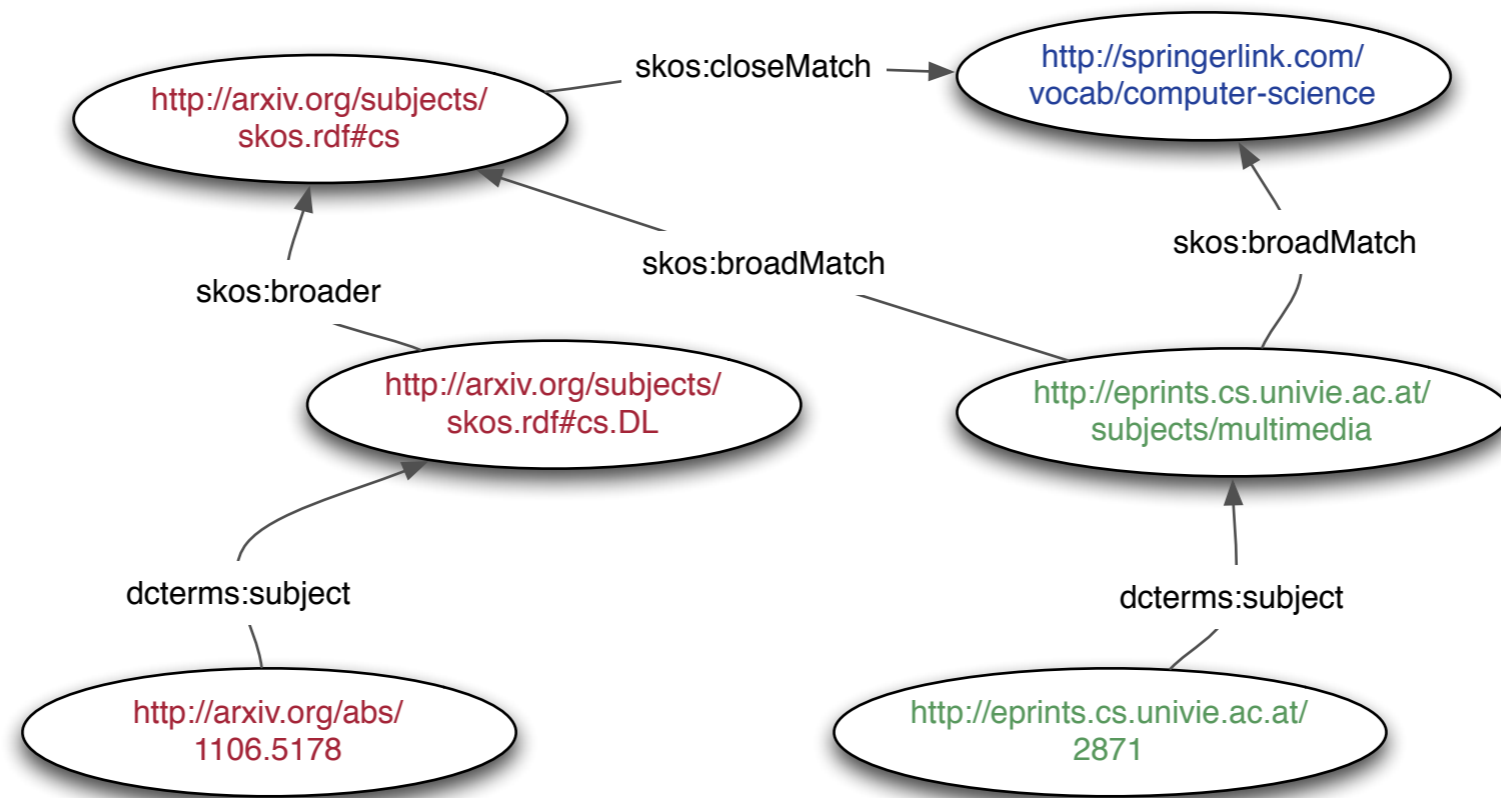 skos:closeMatch
http://springerlink.com/
vocab/computer-science
http://arxiv.org/subjects/
skos.rdf#cs
skos:broadMatch
skos:broadMatch
skos:broader
http://arxiv.org/subjects/
skos.rdf#cs.DL
http://eprints.cs.univie.ac.at/
subjects/multimedia
dcterms:subject
dcterms:subject
http://arxiv.org/abs/
1106.5178
http://eprints.cs.univie.ac.at/
2871